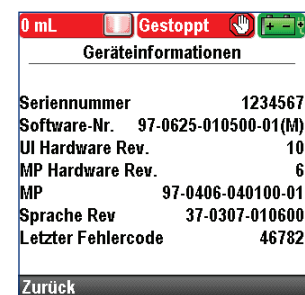 0 mL Gestoppt
Geräteinformationen
Seriennummer 1234567
Software-Nr. 97-0625-010500-01(M)
UI Hardware Rev. 10
MP Hardware Rev. 6
MP 97-0406-040100-01
Sprache Rev 37-0307-010600
Letzter Fehlercode 46782
Zurück